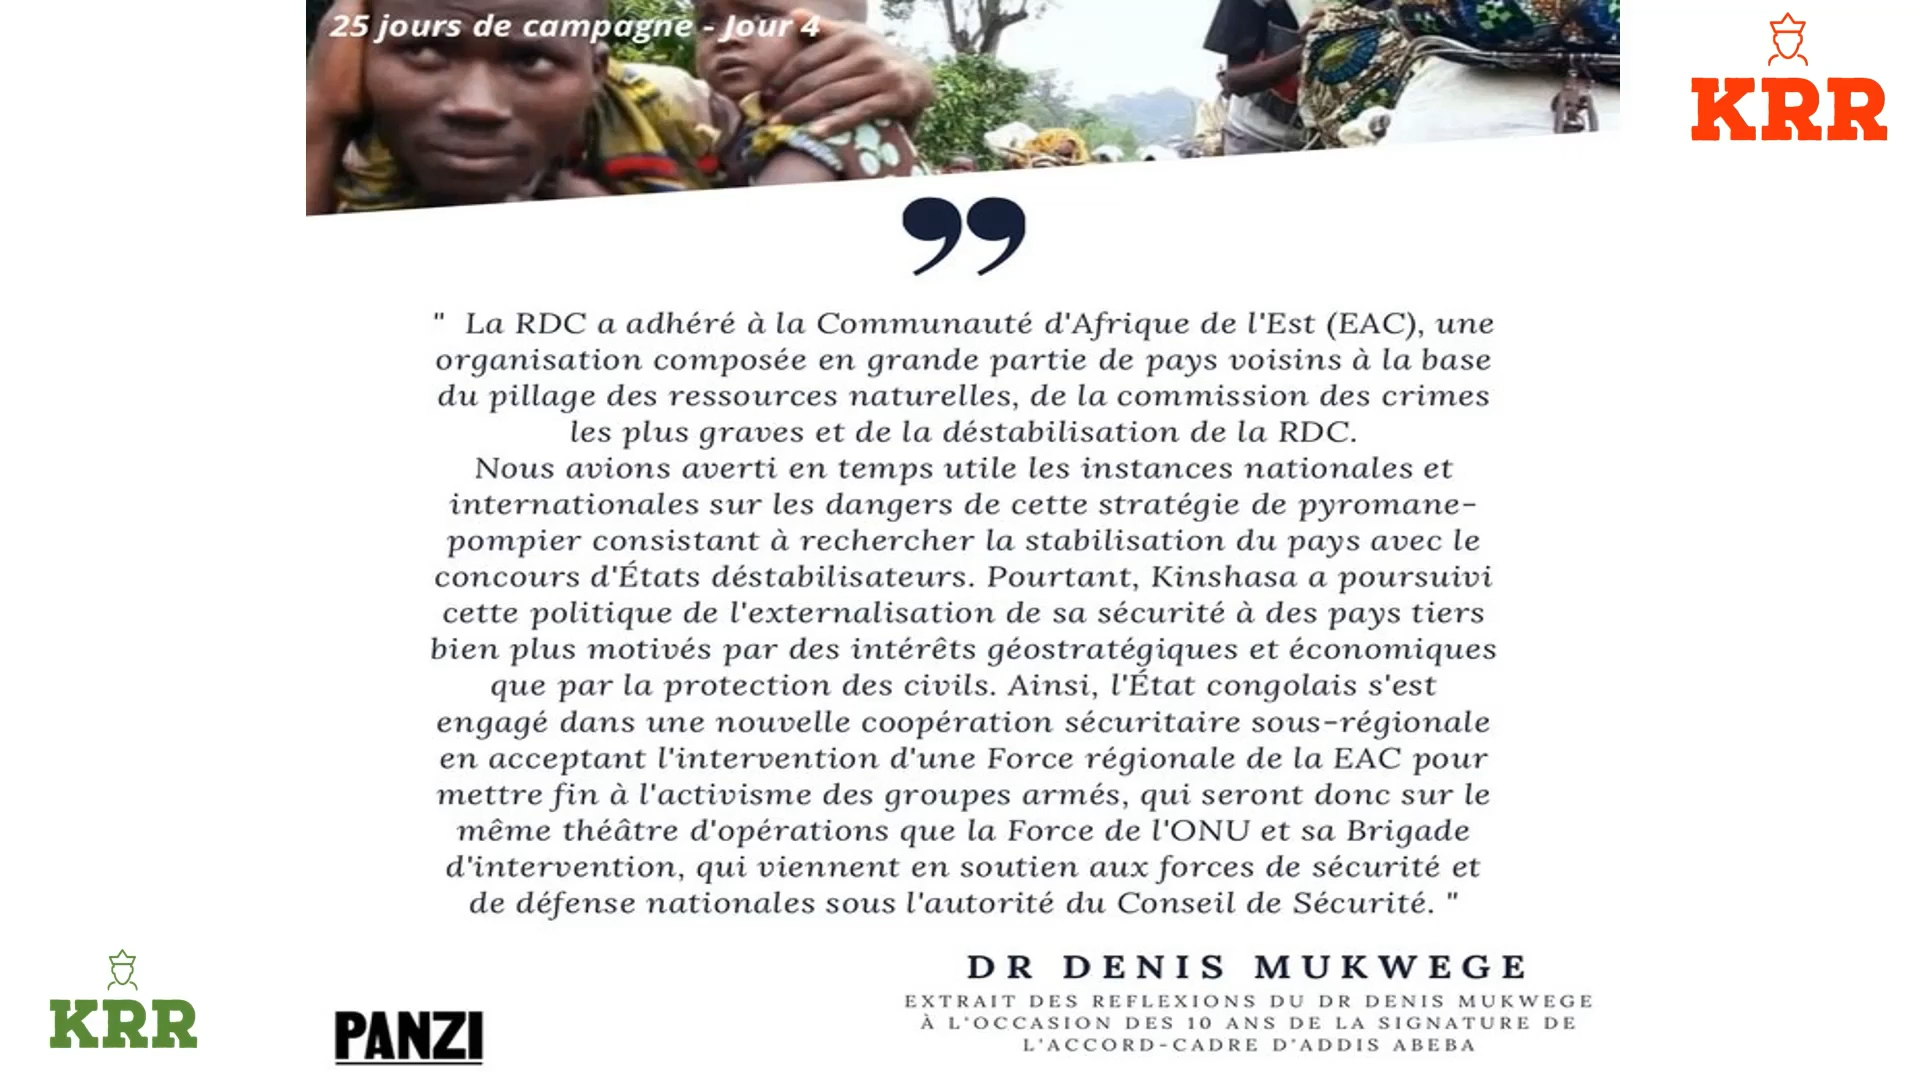 25 jours de campagne - Jour 4
KRR
" La RDC a adhéré à la Communauté d'Afrique de l'Est (EAC), une
organisation composée en grande partie de pays voisins à la base
du pillage des ressources naturelles, de la commission des crimes
les plus graves et de la déstabilisation de la RDC.
Nous avions averti en temps utile les instances nationales et
internationales sur les dangers de cette stratégie de pyromane-
pompier consistant à rechercher la stabilisation du pays avec le
concours d'États déstabilisateurs. Pourtant, Kinshasa a poursuivi
cette politique de l'externalisation de sa sécurité à des pays tiers
bien plus motivés par des intérêts géostratégiques et économiques
que par la protection des civils. Ainsi, l'État congolais s'est
engagé dans une nouvelle coopération sécuritaire sous-régionale
en acceptant l'intervention d'une Force régionale de la EAC pour
mettre fin à l'activisme des groupes armés, qui seront donc sur le
même théâtre d'opérations que la Force de l'ONU et sa Brigade
d'intervention, qui viennent en soutien aux forces de sécurité et
de défense nationales sous l'autorité du Conseil de Sécurité. "
DR DENIS MUKWEGE
EXTRAIT DES REFLEXIONS DU DR DENIS MUKWEGE
À L'OCCASION DES 10 ANS DE LA SIGNATURE DE
L'ACCORD-CADRE D'ADDIS ABEBA
KRR
PANZI